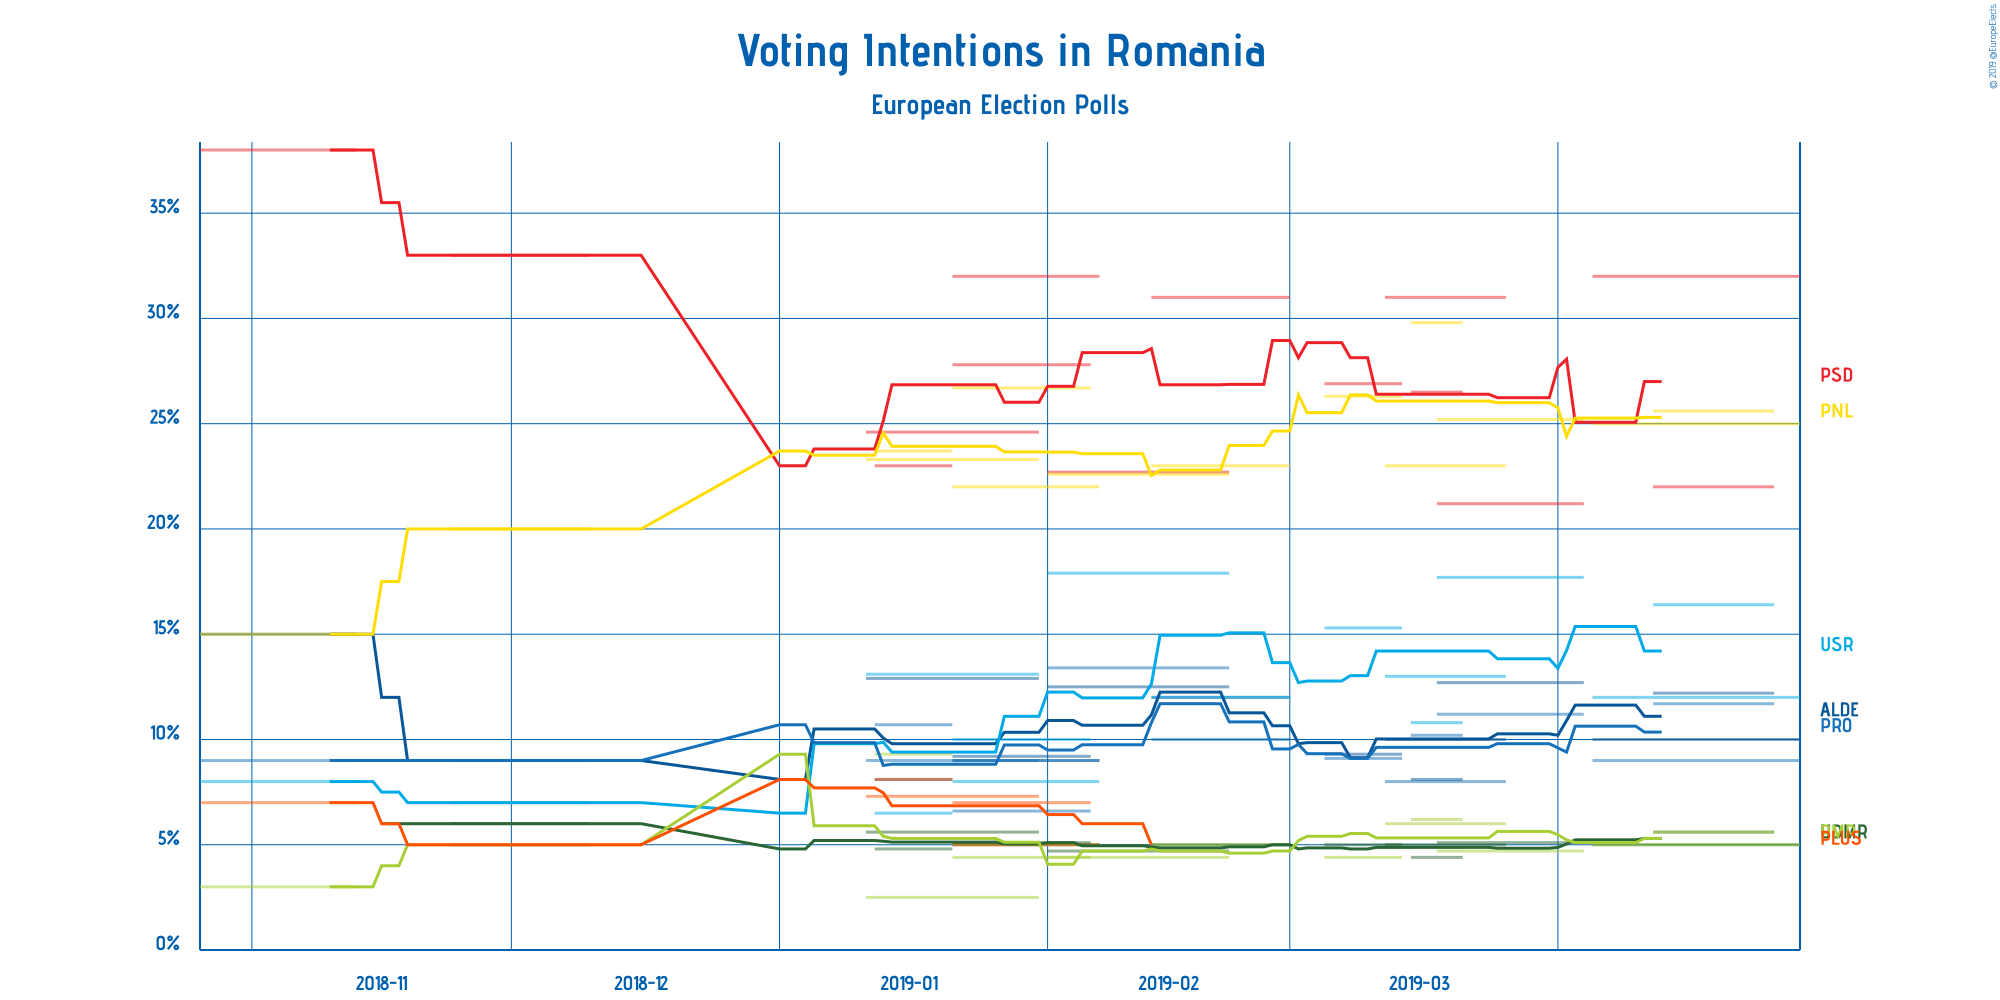 © 2019 @EuropeElects
Voting Intentions in Romania
European Election Polls
35%
30%
25%
20%
15%
10%
5%
0%
2018-11
2018-12
2019-01
2019-02
2019-03
PSD
PNL
USR
ALDE
PRO
UDMR
PLUS